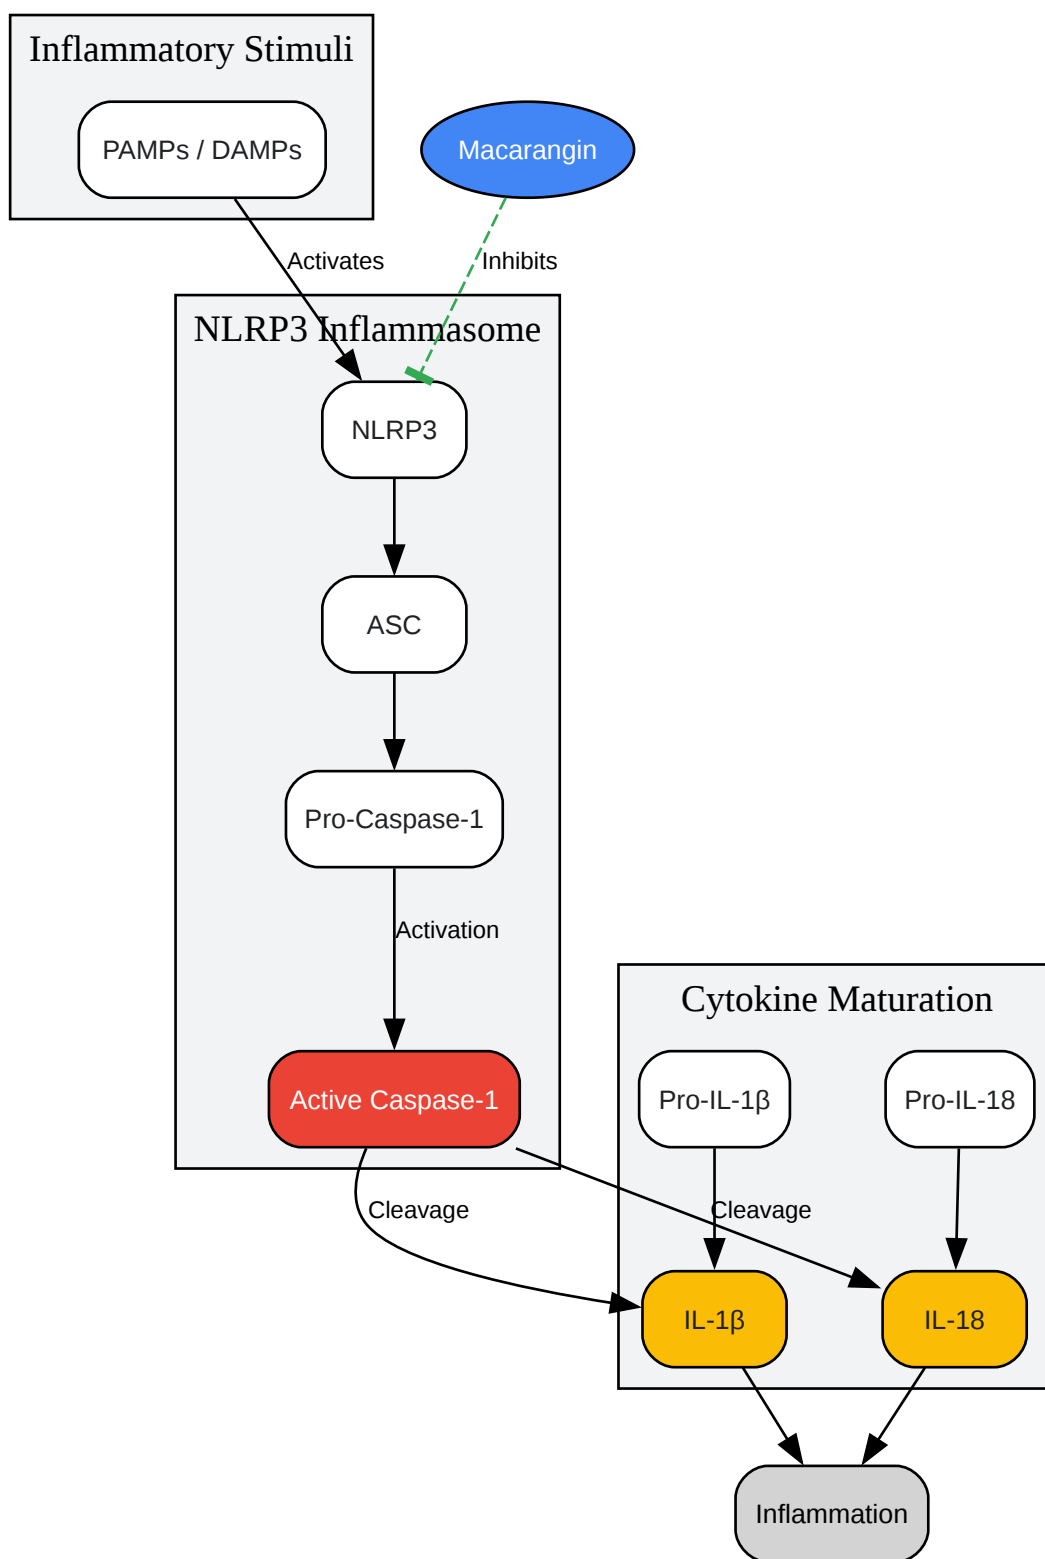 Inflammatory Stimuli
PAMPs / DAMPs
Macarangin
Activates
Inhibits
NLRP3 Inflammasome
NLRP3
ASC
Pro-Caspase-1
Activation
Cytokine Maturation
Active Caspase-1
Pro-IL-1β
Pro-IL-18
Cleavage
Cleavage
IL-1β
IL-18
Inflammation